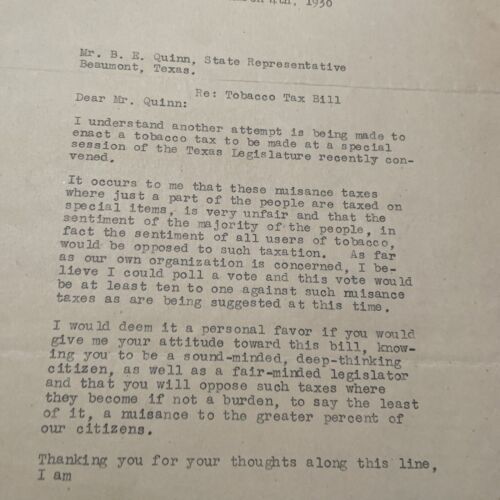 4th, 1930
Mr. B. E. Quinn, State Representative
Beaumont, Texas.
Re: Tobacco Tax Bill
Dear Mr. Quinn:
I understand another attempt is being made to
enact a tobacco tax to be made at a special
session of the Texas Legislature recently con-
vened.
It occurs to me that these nuisance taxes
where just a part of the people are taxed on
special items, is very unfair and that the
sentiment of the majority of the people, in
fact the sentiment of all users of tobacco,
would be opposed to such taxation. As far
as our own organization is concerned, I be-
lieve I could poll a vote and this vote would
be at least ten to one against such nuisance
taxes as are being suggested at this time.
I would deem it a personal favor if you would
give me your attitude toward this bill, know-
ing you to be a sound-minded, deep-thinking
citizen, as well as a fair-minded legislator
and that you will oppose such taxes where
they become if not a burden, to say the least
of it, a nuisance to the greater percent of
our citizens.
Thanking you for your thoughts along this line,
I am